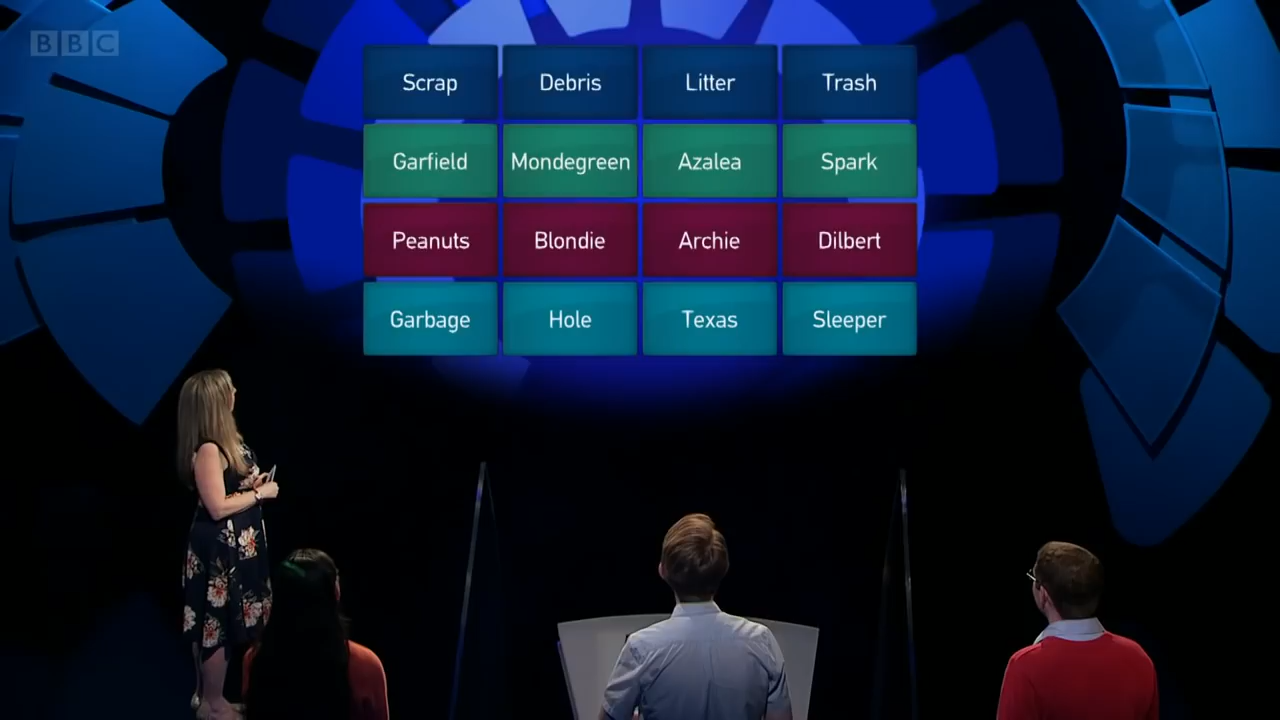 BBC
Scrap Debris Litter Trash
Garfield Mondegreen Azalea Spark
Peanuts Blondie Archie Dilbert
Garbage Hole Texas Sleeper